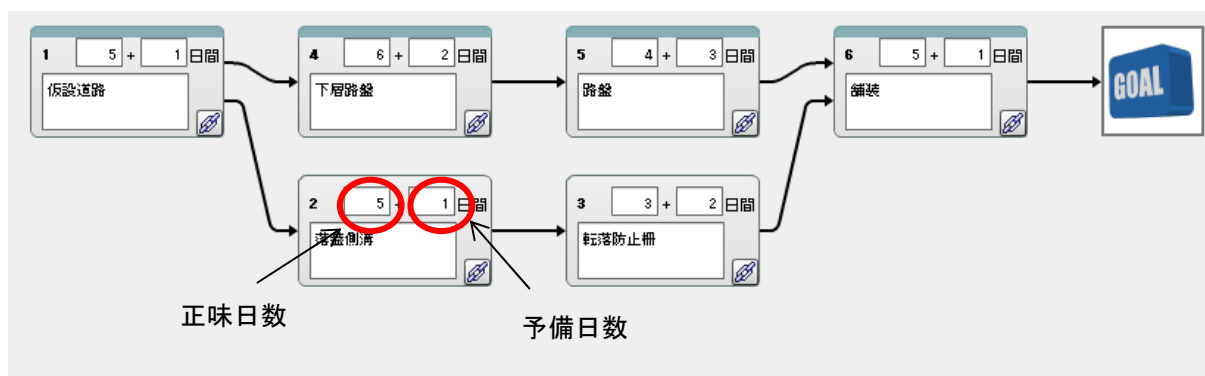 1 5 + 1 日間
仮設道路
4 6 + 2 日間
下層路盤
5 4 + 3 日間
路盤
6 5 + 1 日間
舗装
GOAL
2 5 + 1 日間
落蓋側溝
3 3 + 2 日間
転落防止柵
正味日数
予備日数